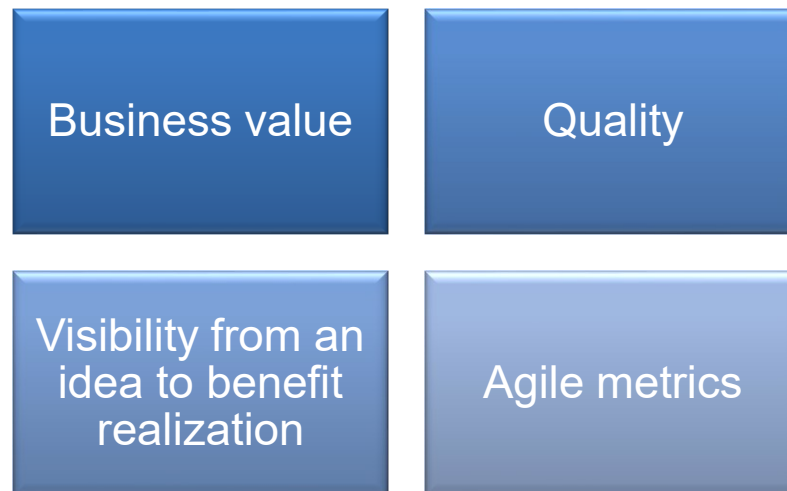 Business value
Quality
Visibility from an
idea to benefit
realization
Agile metrics